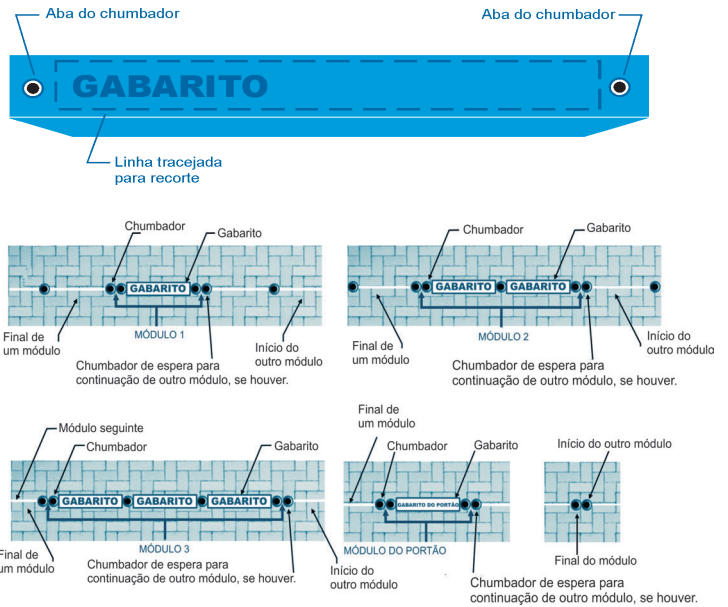 Aba do chumbador
Aba do chumbador
GABARITO
Linha tracejada
para recorte
Chumbador
Gabarito
GABARITO
MÓDULO 1
Final de
um módulo
Início do
outro módulo
Chumbador de espera para
continuação de outro módulo, se houver.
Chumbador
Gabarito
GABARITO
GABARITO
MÓDULO 2
Final de
um módulo
Início do
outro módulo
Chumbador de espera para
continuação de outro módulo, se houver.
Módulo seguinte
Chumbador
Gabarito
GABARITO
GABARITO
GABARITO
MÓDULO 3
Final de
um módulo
Chumbador de espera para
continuação de outro módulo, se houver.
Início do
outro módulo
Final de
um módulo
Chumbador
Gabarito
GABARITO DO PORTÃO
MÓDULO DO PORTÃO
Chumbador de espera para
continuação de outro módulo, se houver.
Início do outro módulo
Final do módulo